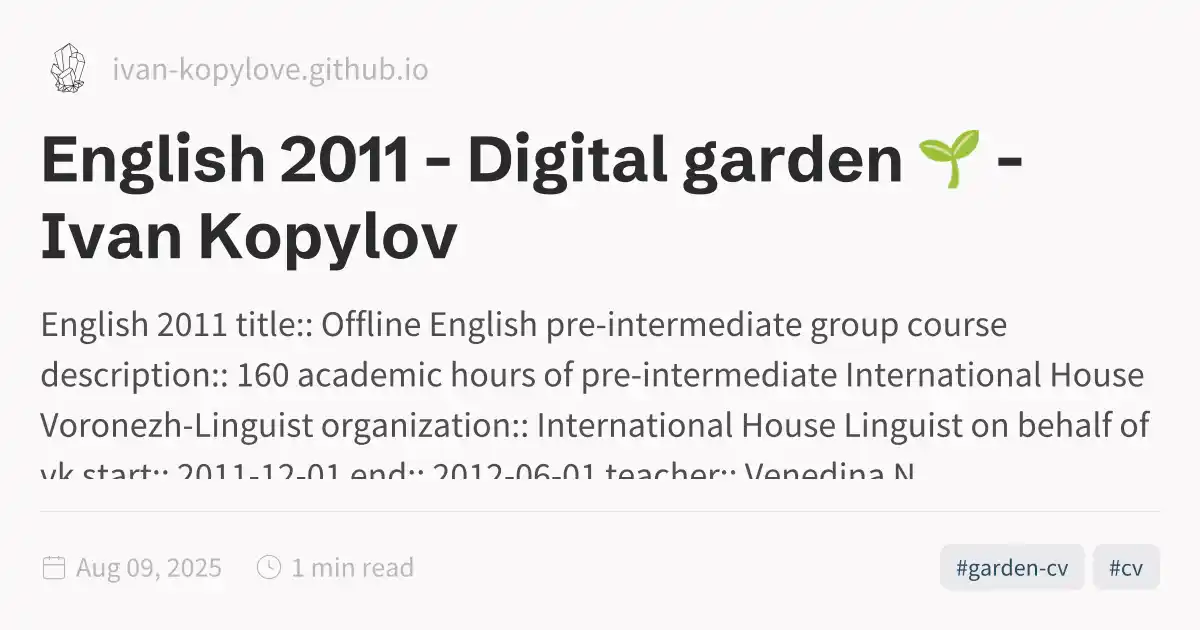 ivan-kopylove.github.io
English 2011 - Digital garden 🌱 -
Ivan Kopylov
English 2011 title:: Offline English pre-intermediate group course
description:: 160 academic hours of pre-intermediate International House
Voronezh-Linguist organization:: International House Linguist on behalf of
vk start:: 2011-12-01 end:: 2012-06-01 teacher:: Venedina N
Aug 09, 2025
1 min read
#garden-cv
#cv